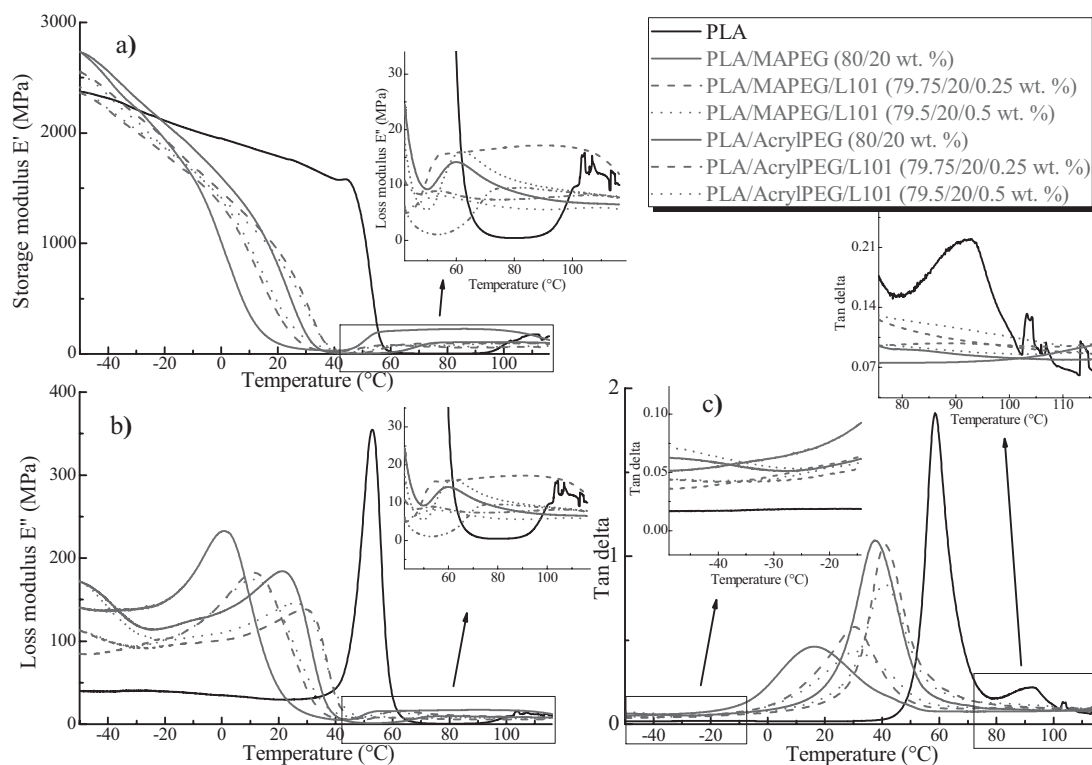 a)
Storage modulus E' (MPa)
3000
2000
1000
0
-40 -20 0 20 40 60 80 100
Temperature (°C)
Loss modulus E" (MPa)
30
20
10
0
60 80 100
Temperature (°C)
PLA
PLA/MAPEG (80/20 wt. %)
PLA/MAPEG/L101 (79.75/20/0.25 wt. %)
PLA/MAPEG/L101 (79.5/20/0.5 wt. %)
PLA/AcrylPEG (80/20 wt. %)
PLA/AcrylPEG/L101 (79.75/20/0.25 wt. %)
PLA/AcrylPEG/L101 (79.5/20/0.5 wt. %)
Tan delta
0.21
0.14
0.07
80 90 100 110
Temperature (°C)
b)
Loss modulus E" (MPa)
400
300
200
100
0
-40 -20 0 20 40 60 80 100
Temperature (°C)
Loss modulus E" (MPa)
30
20
10
0
60 80 100
Temperature (°C)
c)
Tan delta
2
1
0
-40 -20 0 20 40 60 80 100
Temperature (°C)
Tan delta
0.10
0.05
0.00
-40 -30 -20
Temperature (°C)